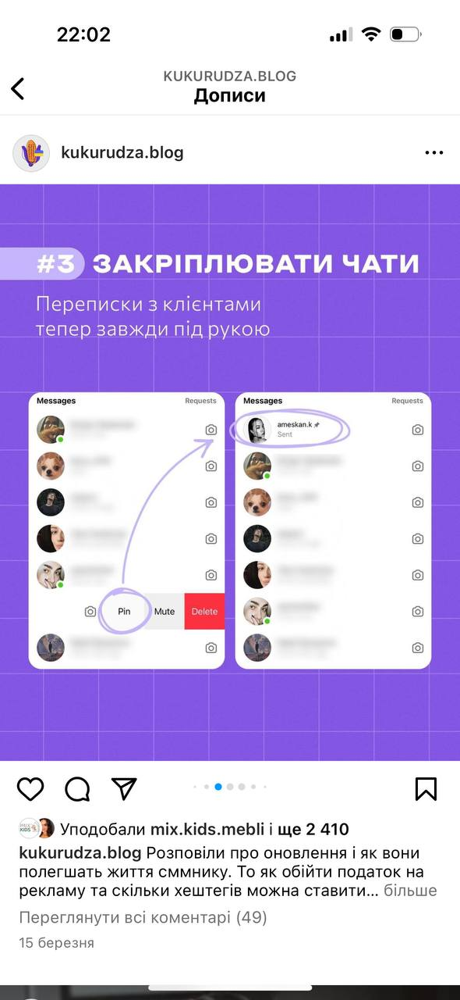 22:02
KUKURUDZA.BLOG
Дописи
kukurudza.blog
#3 ЗАКРІПЛЮВАТИ ЧАТИ
Переписки з клієнтами
тепер завжди під рукою
Messages Requests
Pin Mute Delete
Messages Requests
ameskan.k
Sent
Уподобали mix.kids.mebli і ще 2 410
kukurudza.blog Розповіли про оновлення і як вони
полегшать життя сммнику. То як обійти податок на
рекламу та скільки хештегів можна ставити... більше
Переглянути всі коментарі (49)
15 березня